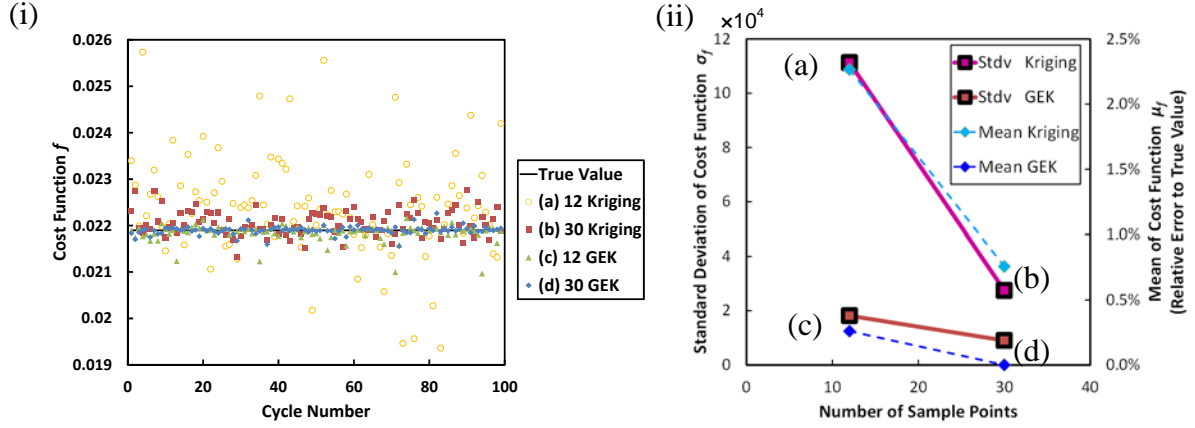 (i)
0.026
0.025
0.024
0.023
0.022
0.021
0.02
0.019
0
20
40
60
80
100
Cost Function f
Cycle Number
True Value
(a) 12 Kriging
(b) 30 Kriging
(c) 12 GEK
(d) 30 GEK
(ii)
×10⁴
12
10
8
6
4
2
0
Standard Deviation of Cost Function σf
2.5%
2.0%
1.5%
1.0%
0.5%
0.0%
Mean of Cost Function μf
(Relative Error to True Value)
0
10
20
30
40
Number of Sample Points
Stdv Kriging
Stdv GEK
Mean Kriging
Mean GEK
(a)
(b)
(c)
(d)